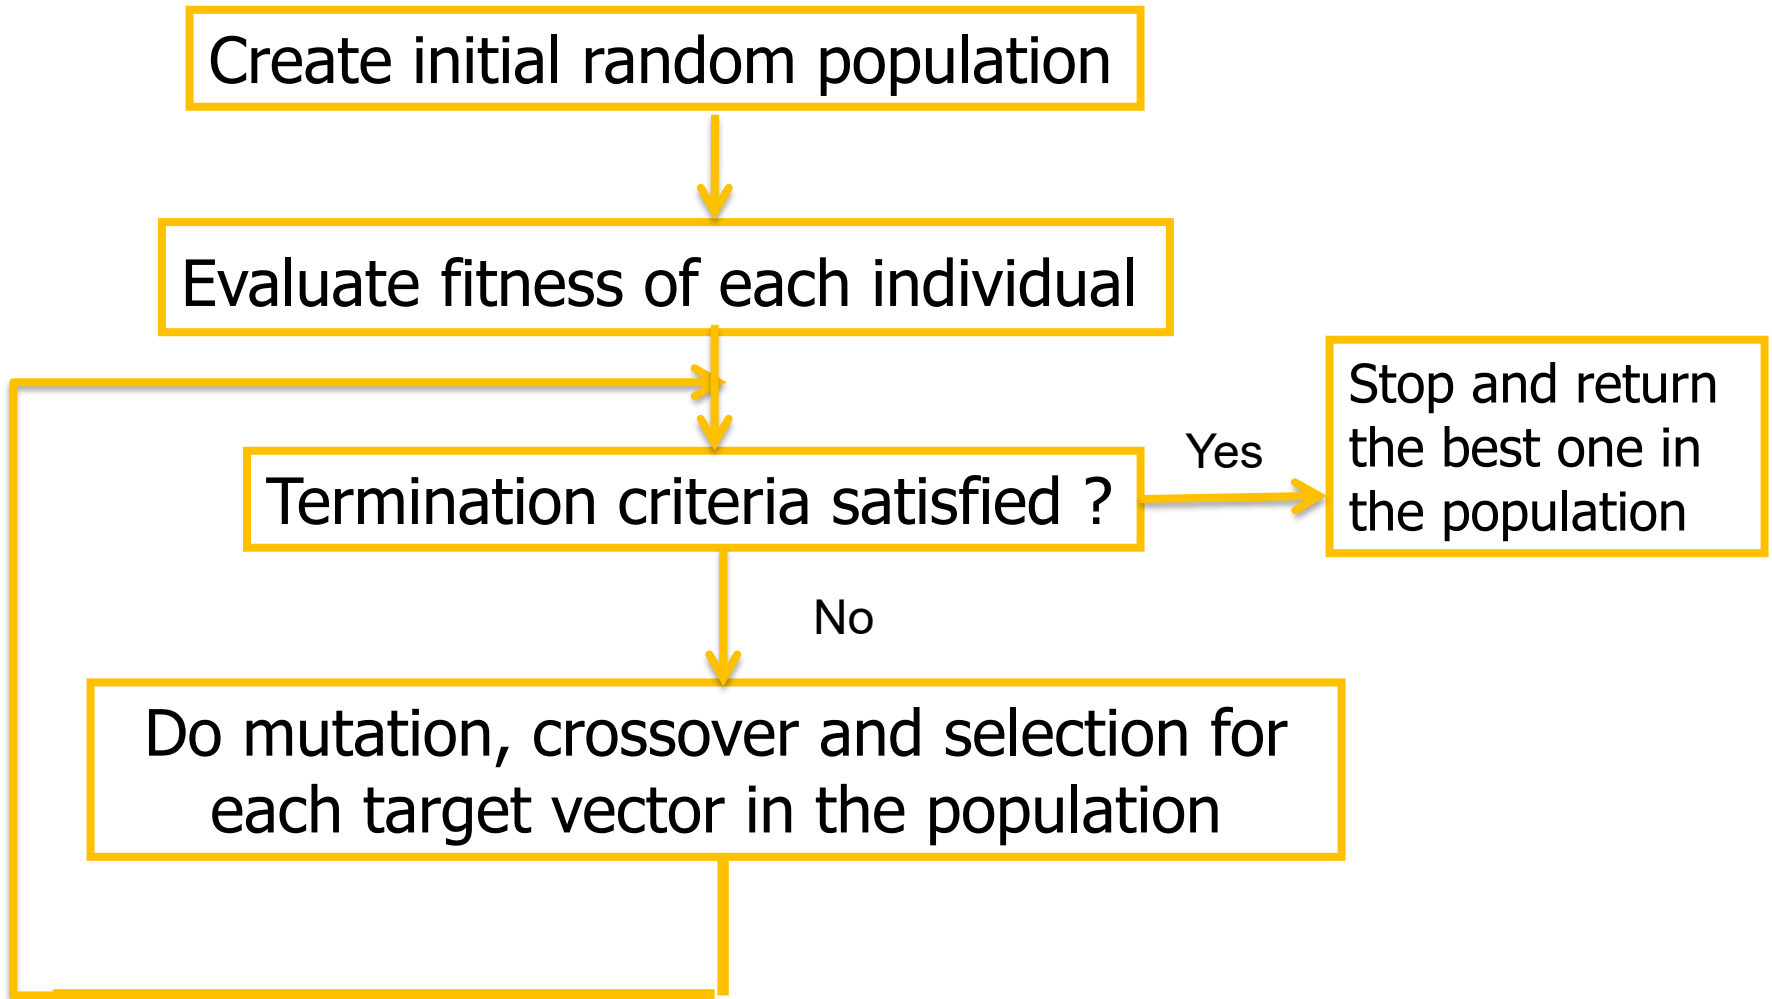 Create initial random population
Evaluate fitness of each individual
Termination criteria satisfied ?
Yes
Stop and return
the best one in
the population
No
Do mutation, crossover and selection for
each target vector in the population